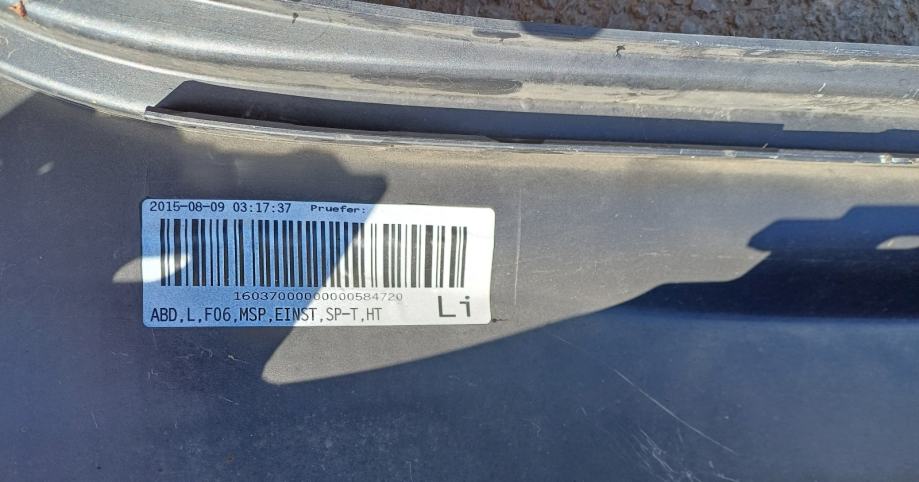 2015-08-09 03:17:37 Pruefer:
16037000000000584720
ABD,L,F06,MSP,EINST,SP-T,HT Li